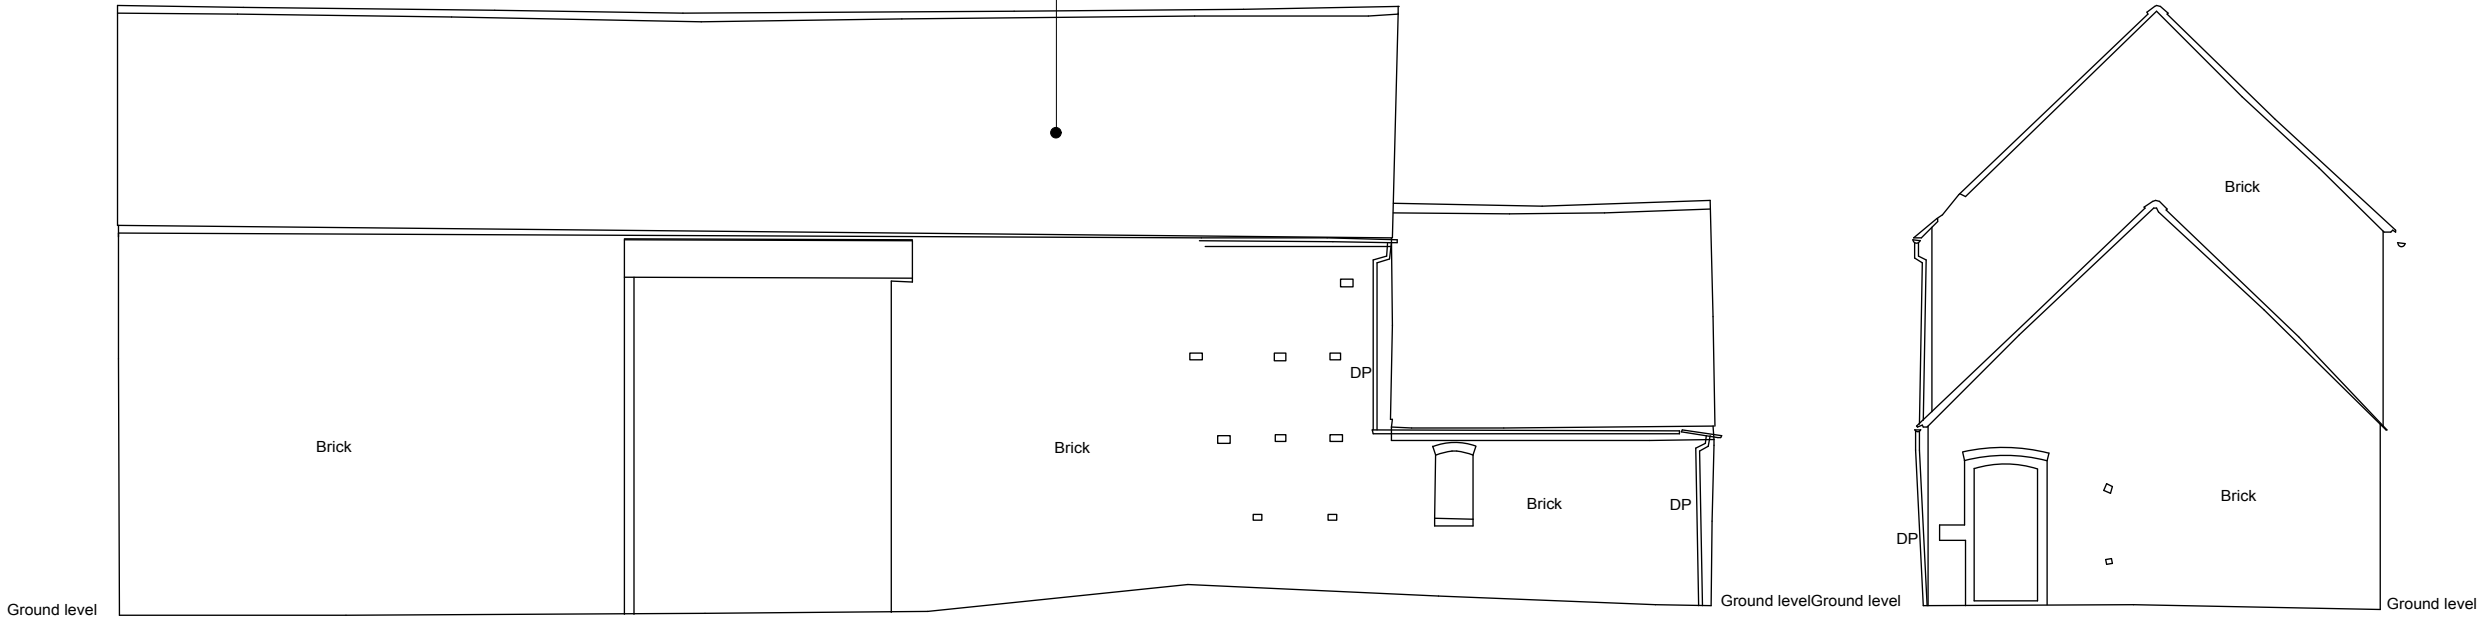 Brick
DP
Brick
Brick
Brick
Brick
DP
DP
Ground level
Ground levelGround level
Ground level